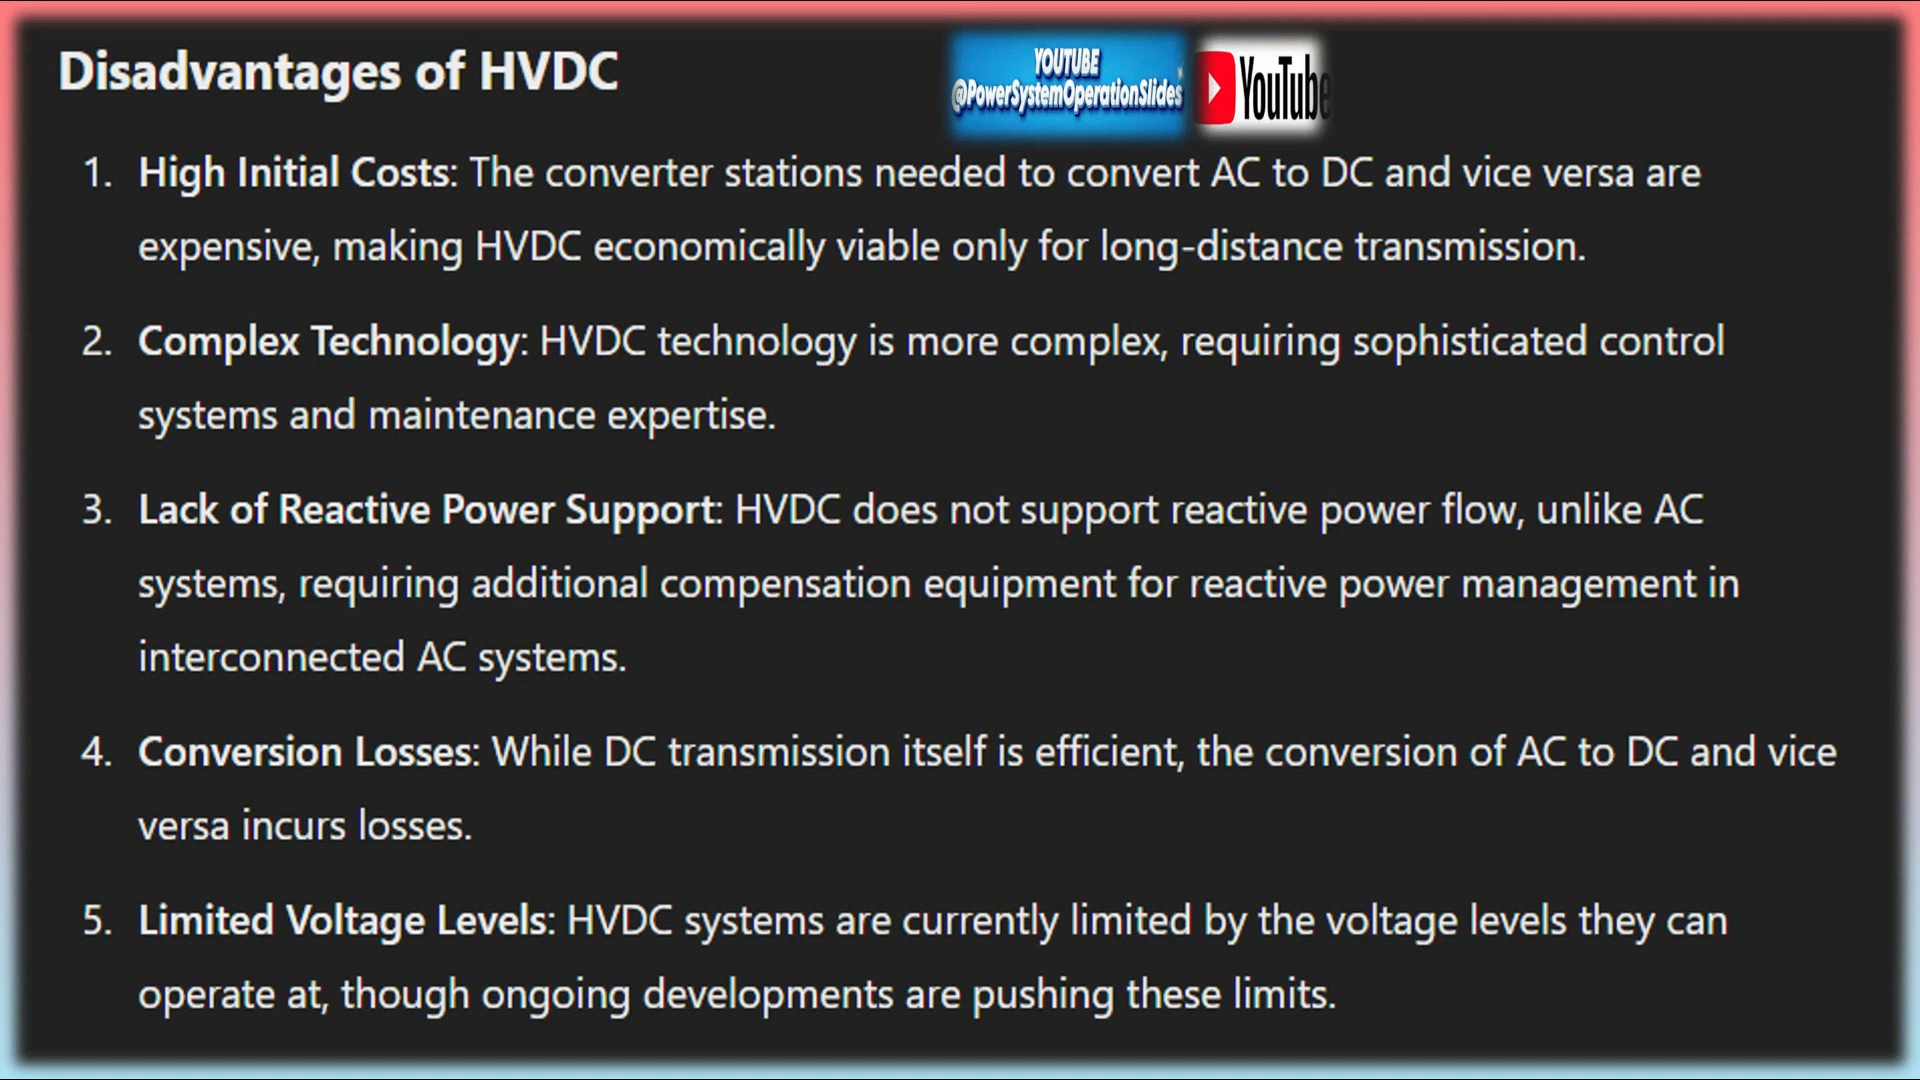 Disadvantages of HVDC
YOUTUBE
@PowerSystemOperationSlides
YouTube
1. High Initial Costs: The converter stations needed to convert AC to DC and vice versa are
expensive, making HVDC economically viable only for long-distance transmission.
2. Complex Technology: HVDC technology is more complex, requiring sophisticated control
systems and maintenance expertise.
3. Lack of Reactive Power Support: HVDC does not support reactive power flow, unlike AC
systems, requiring additional compensation equipment for reactive power management in
interconnected AC systems.
4. Conversion Losses: While DC transmission itself is efficient, the conversion of AC to DC and vice
versa incurs losses.
5. Limited Voltage Levels: HVDC systems are currently limited by the voltage levels they can
operate at, though ongoing developments are pushing these limits.